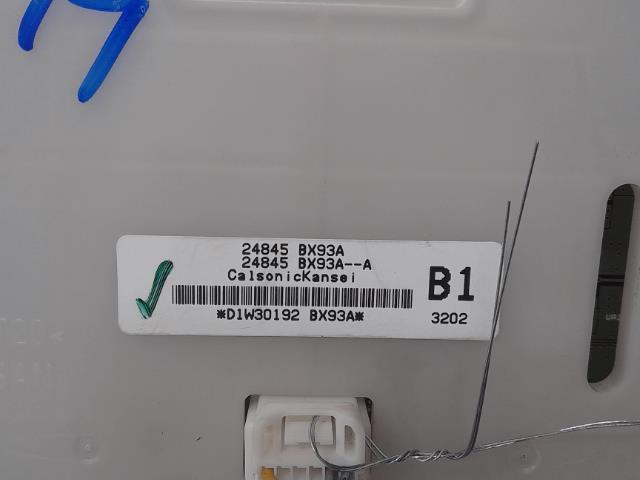 24845 BX93A
24845 BX93A--A
CalsonicKansei
*D1W30192 BX93A*
B1
3202